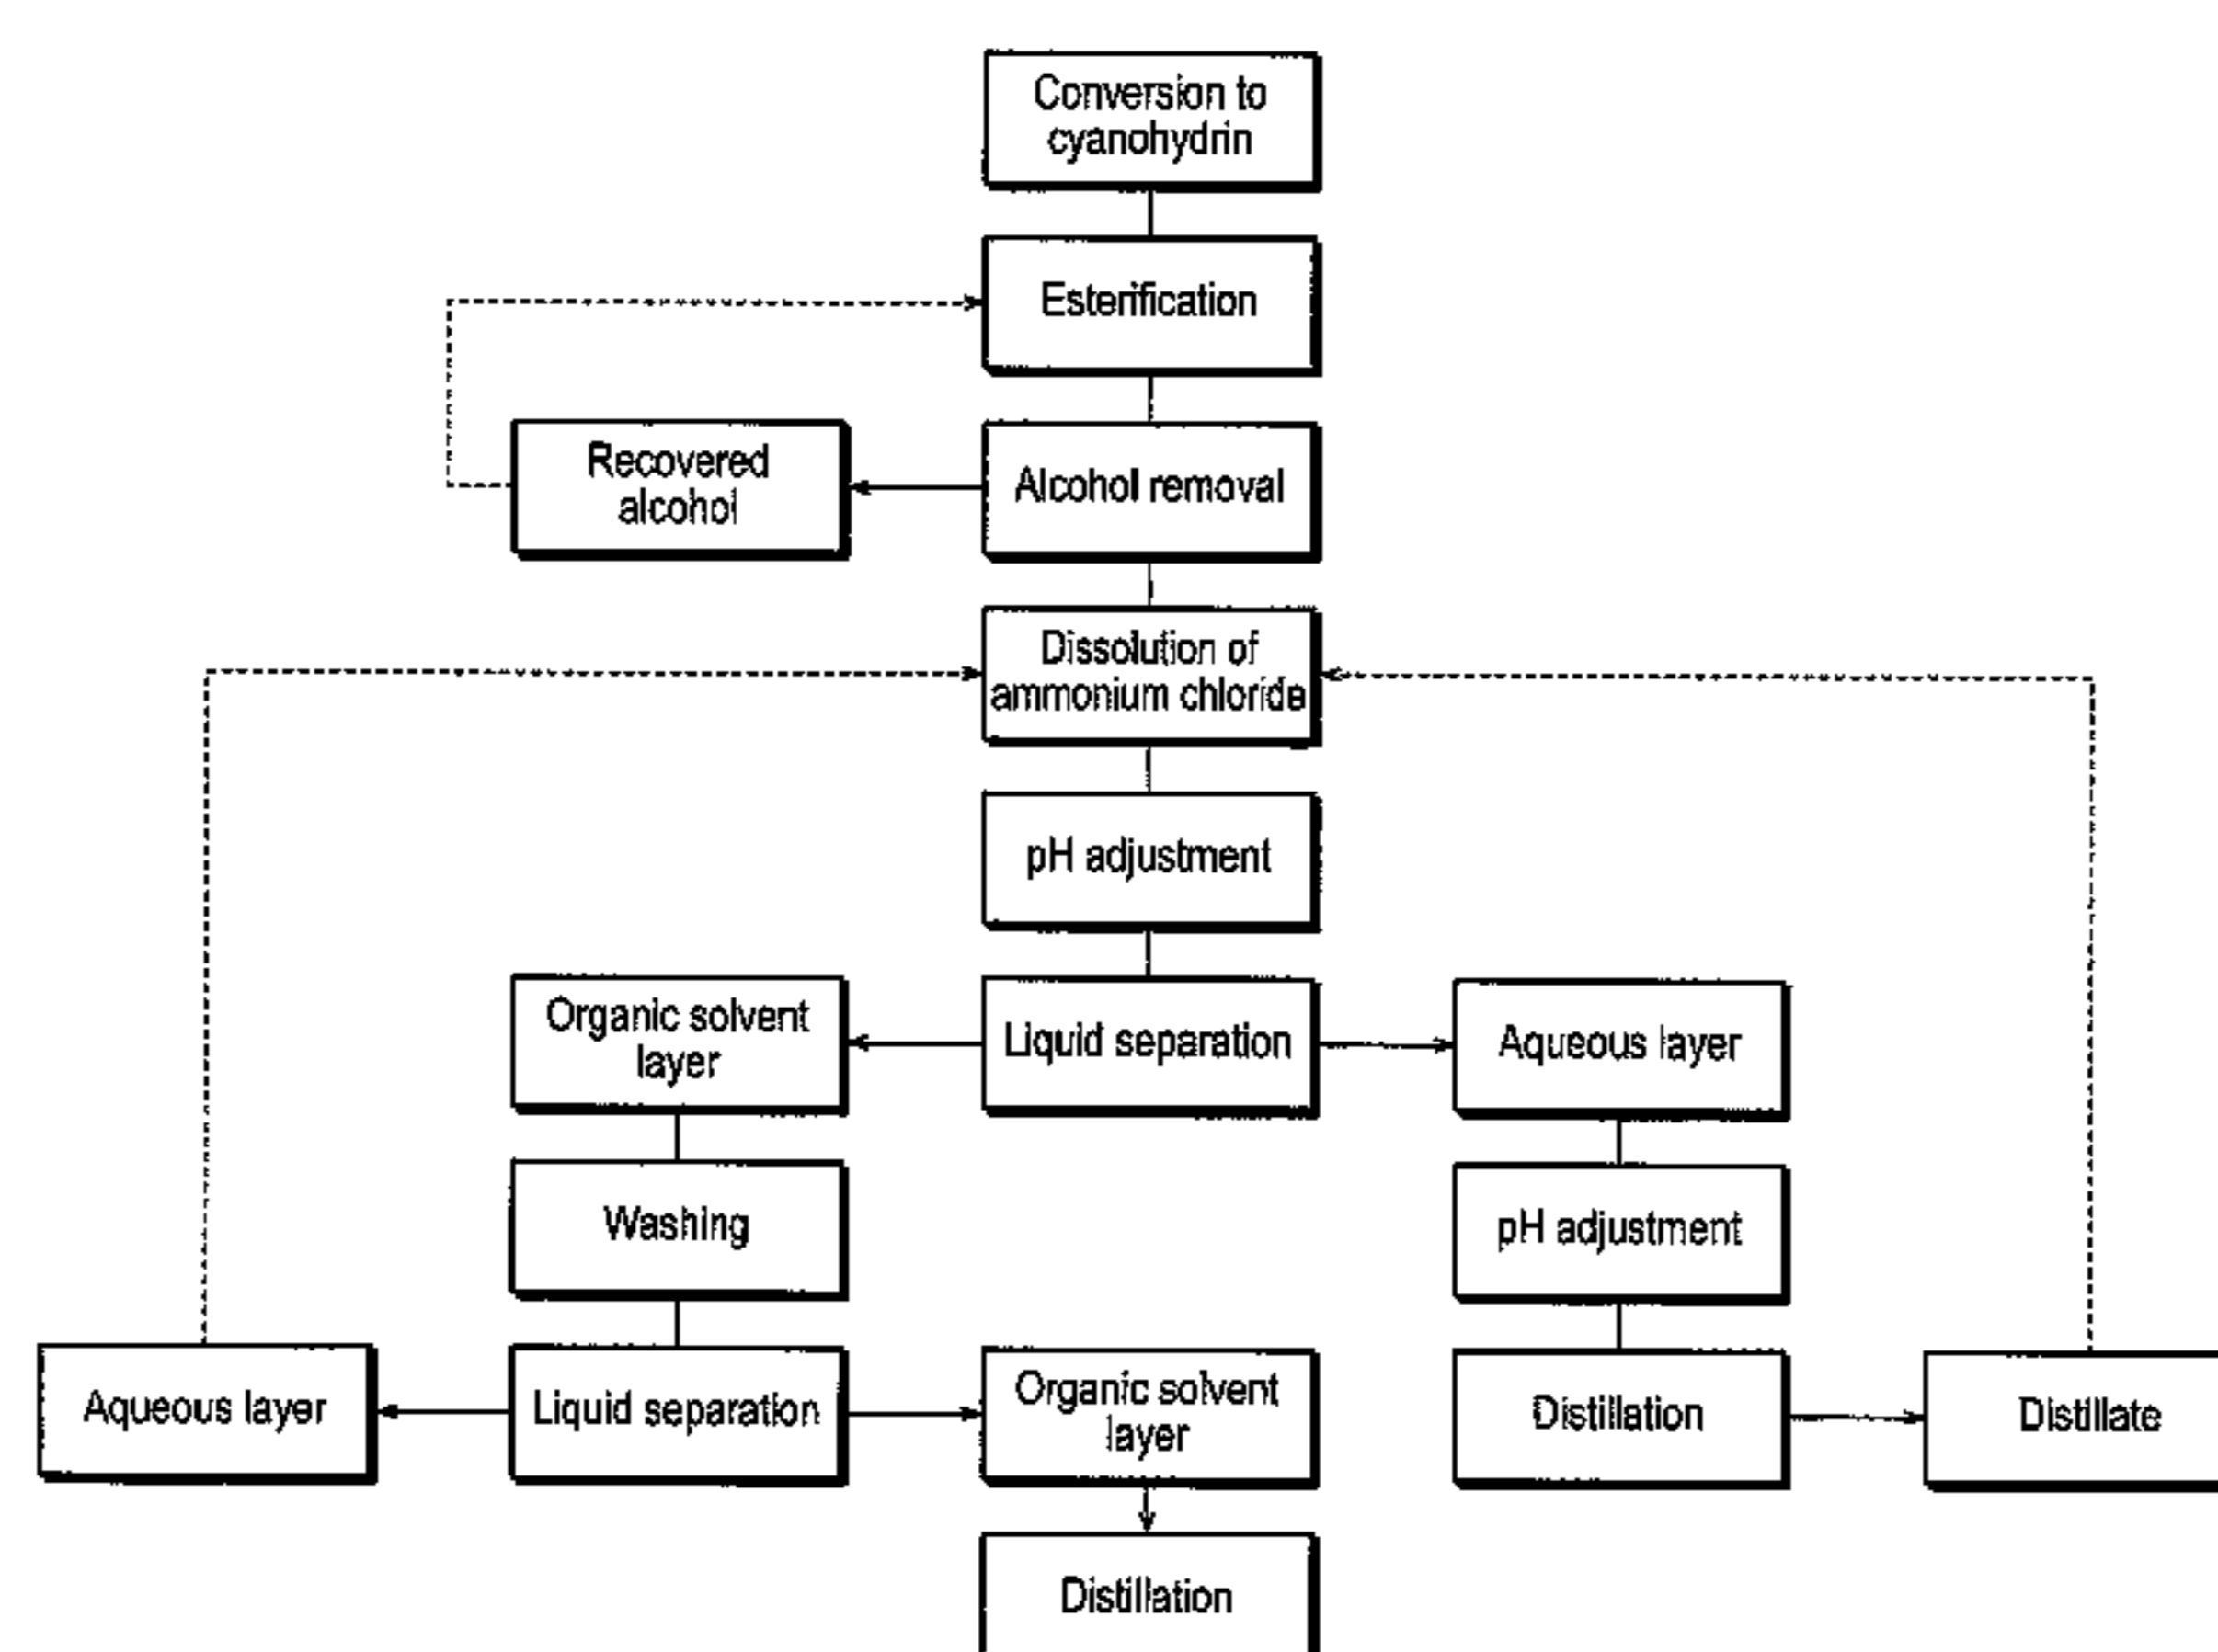 Conversion to
cyanohydrin
Esterification
Recovered
alcohol
Alcohol removal
Dissolution of
ammonium chloride
pH adjustment
Organic solvent
layer
Liquid separation
Aqueous layer
Washing
pH adjustment
Aqueous layer
Liquid separation
Organic solvent
layer
Distillation
Distillate
Distillation